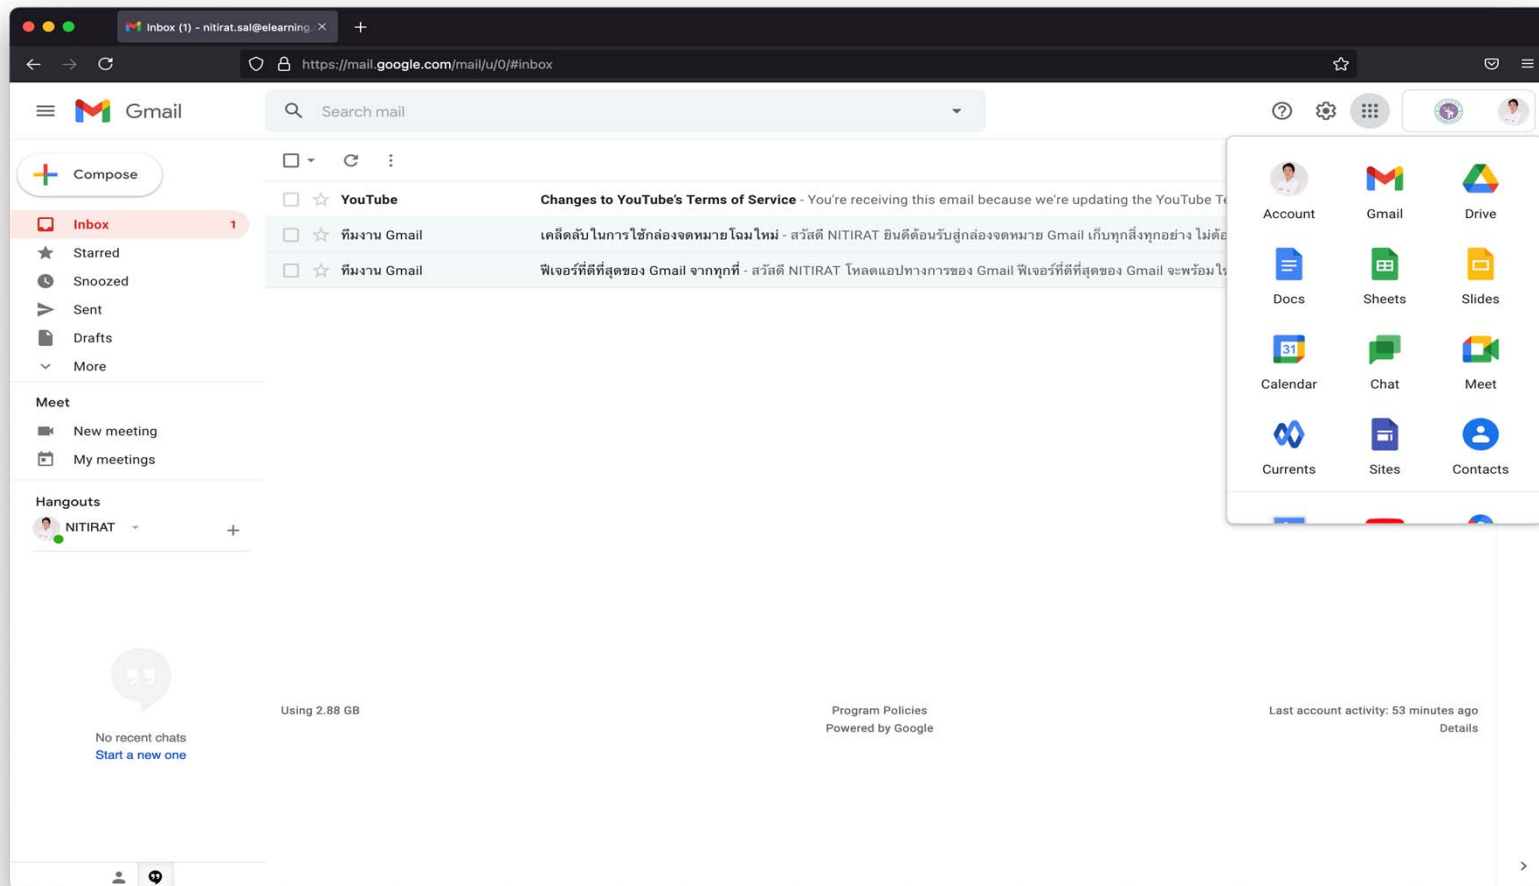 Inbox (1) - nitirat.sal@elearning.
https://mail.google.com/mail/u/0/#inbox
Gmail
Search mail
Compose
Inbox 1
Starred
Snoozed
Sent
Drafts
More
Meet
New meeting
My meetings
Hangouts
NITIRAT
No recent chats
Start a new one
YouTube Changes to YouTube's Terms of Service - You're receiving this email because we're updating the YouTube Te
ทีมงาน Gmail เคล็ดลับในการใช้กล่องจดหมายโฉมใหม่ - สวัสดี NITIRAT ยินดีต้อนรับสู่กล่องจดหมาย Gmail เก็บทุกสิ่งทุกอย่าง ไม่ต้อ
ทีมงาน Gmail ฟีเจอร์ที่ดีที่สุดของ Gmail จากทุกที่ - สวัสดี NITIRAT โหลดแอปทางการของ Gmail ฟีเจอร์ที่ดีที่สุดของ Gmail จะพร้อมให
Account Gmail Drive
Docs Sheets Slides
31
Calendar Chat Meet
Currents Sites Contacts
Using 2.88 GB
Program Policies
Powered by Google
Last account activity: 53 minutes ago
Details